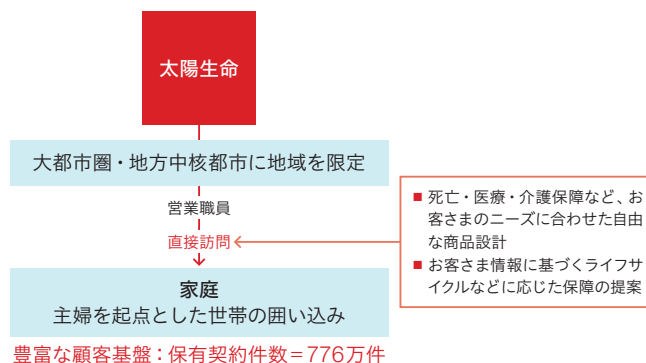 太陽生命
大都市圏・地方中核都市に地域を限定
営業職員
直接訪問
■ 死亡・医療・介護保障など、お
客さまのニーズに合わせた自由
な商品設計
■ お客さま情報に基づくライフサ
イクルなどに応じた保障の提案
家庭
主婦を起点とした世帯の囲い込み
豊富な顧客基盤：保有契約件数＝776万件